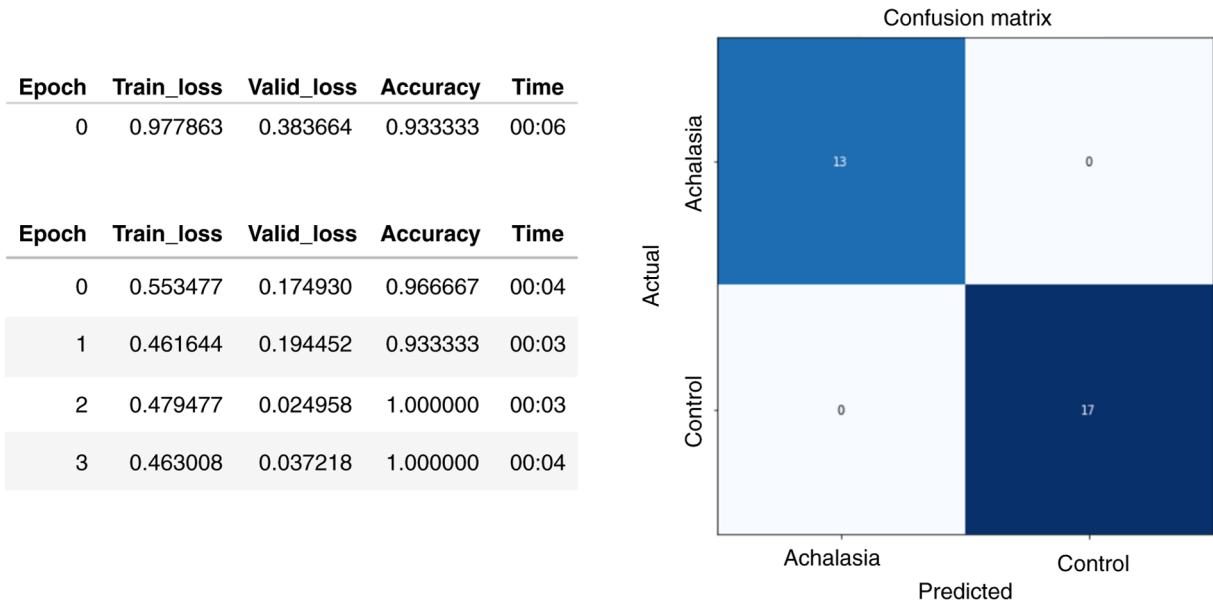 Epoch Train_loss Valid_loss Accuracy Time
0 0.977863 0.383664 0.933333 00:06
Epoch Train_loss Valid_loss Accuracy Time
0 0.553477 0.174930 0.966667 00:04
1 0.461644 0.194452 0.933333 00:03
2 0.479477 0.024958 1.000000 00:03
3 0.463008 0.037218 1.000000 00:04
Confusion matrix
Actual
Achalasia
13 0
Control
0 17
Achalasia Control
Predicted